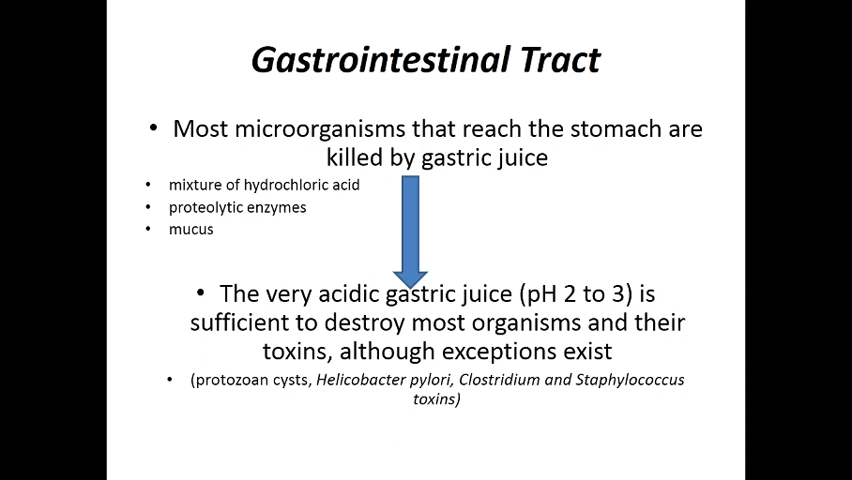 Gastrointestinal Tract
• Most microorganisms that reach the stomach are
killed by gastric juice
• mixture of hydrochloric acid
• proteolytic enzymes
• mucus
• The very acidic gastric juice (pH 2 to 3) is
sufficient to destroy most organisms and their
toxins, although exceptions exist
• (protozoan cysts, Helicobacter pylori, Clostridium and Staphylococcus
toxins)